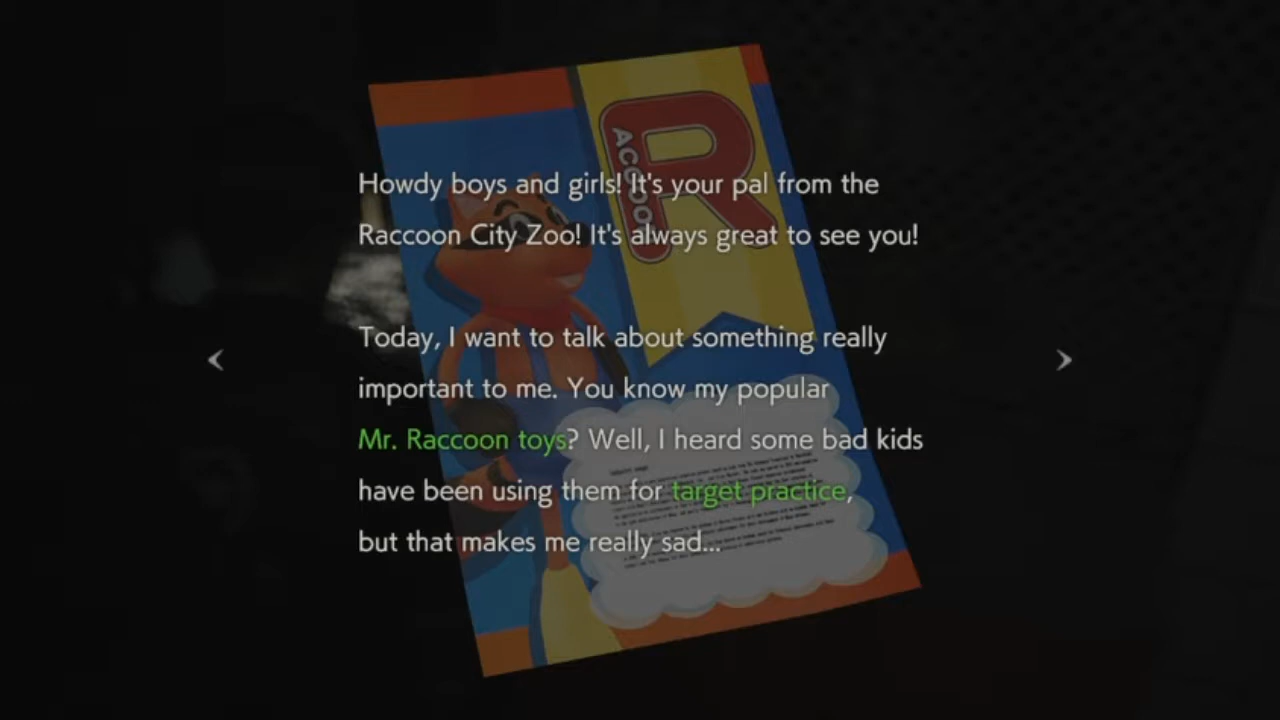 Howdy boys and girls! It's your pal from the
Raccoon City Zoo! It's always great to see you!
Today, I want to talk about something really
important to me. You know my popular
Mr. Raccoon toys? Well, I heard some bad kids
have been using them for target practice,
but that makes me really sad...
RACCOON